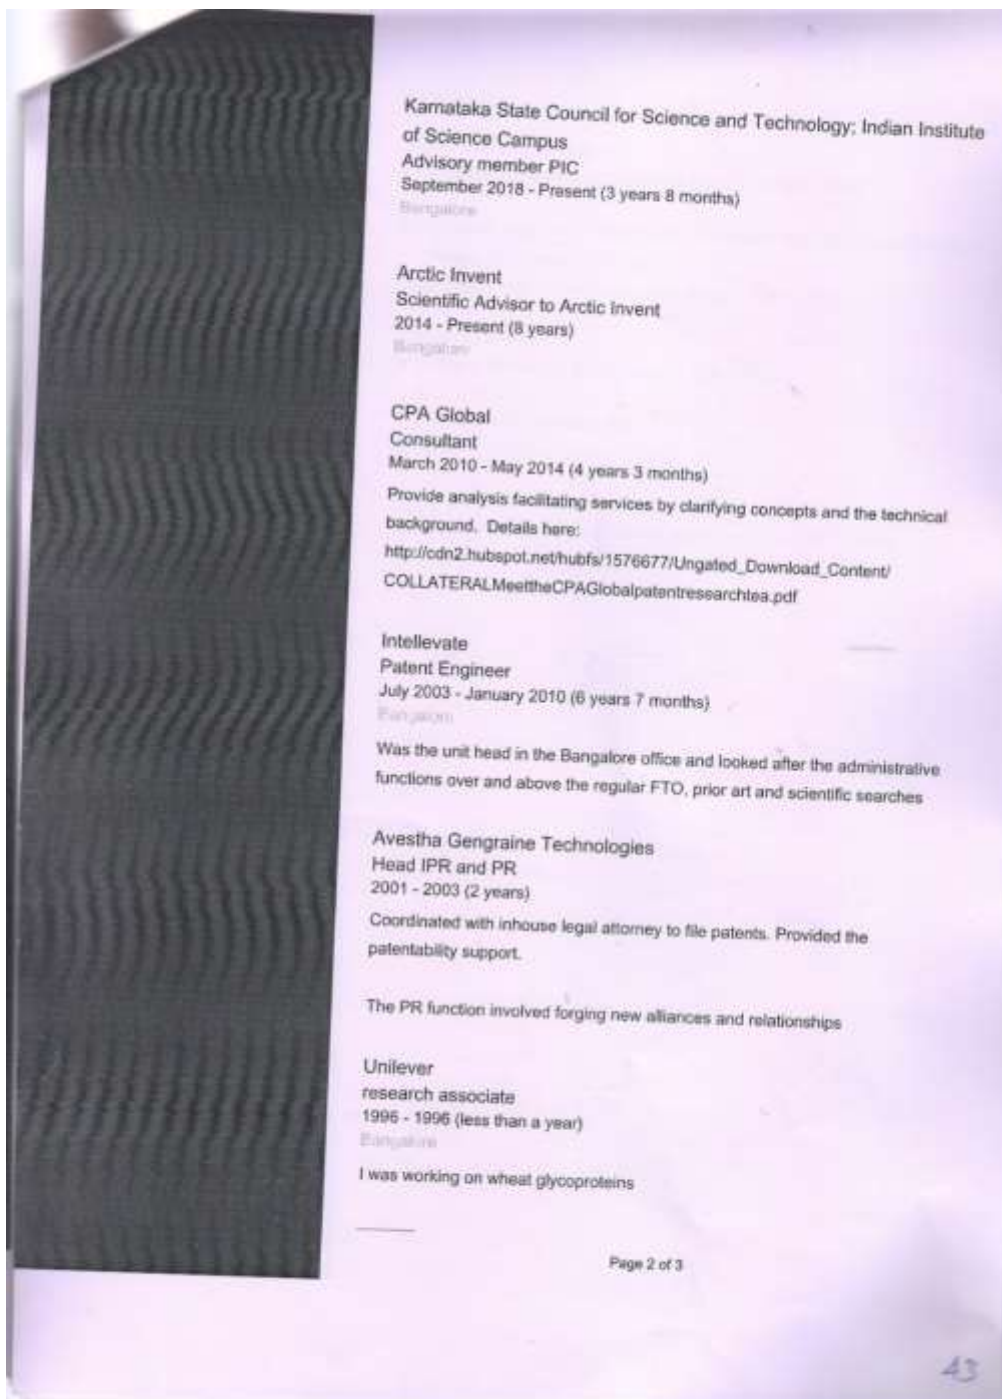 Karnataka State Council for Science and Technology; Indian Institute
of Science Campus
Advisory member PIC
September 2018 - Present (3 years 8 months)
Bangalore
Arctic Invent
Scientific Advisor to Arctic Invent
2014 - Present (8 years)
Bangalore
CPA Global
Consultant
March 2010 - May 2014 (4 years 3 months)
Provide analysis facilitating services by clarifying concepts and the technical
background. Details here:
http://cdn2.hubspot.net/hubfs/1576677/Ungated_Download_Content/
COLLATERALMeettheCPAGlobalpatentresearchtea.pdf
Intellevate
Patent Engineer
July 2003 - January 2010 (6 years 7 months)
Bangalore
Was the unit head in the Bangalore office and looked after the administrative
functions over and above the regular FTO, prior art and scientific searches
Avestha Gengraine Technologies
Head IPR and PR
2001 - 2003 (2 years)
Coordinated with inhouse legal attorney to file patents. Provided the
patentability support.
The PR function involved forging new alliances and relationships
Unilever
research associate
1996 - 1996 (less than a year)
Bangalore
I was working on wheat glycoproteins
Page 2 of 3
43